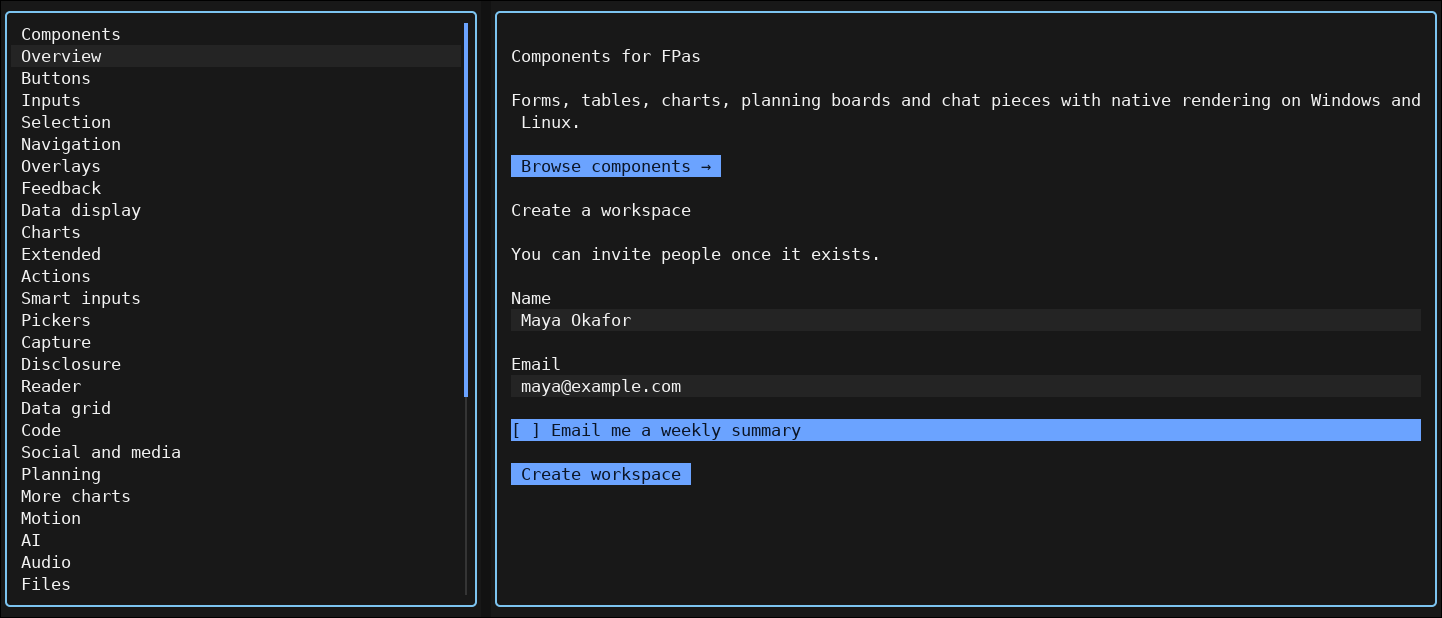 Components
Overview
Buttons
Inputs
Selection
Navigation
Overlays
Feedback
Data display
Charts
Extended
Actions
Smart inputs
Pickers
Capture
Disclosure
Reader
Data grid
Code
Social and media
Planning
More charts
Motion
AI
Audio
Files
Components for FPas
Forms, tables, charts, planning boards and chat pieces with native rendering on Windows and
Linux.
Browse components →
Create a workspace
You can invite people once it exists.
Name
Maya Okafor
Email
maya@example.com
[ ] Email me a weekly summary
Create workspace